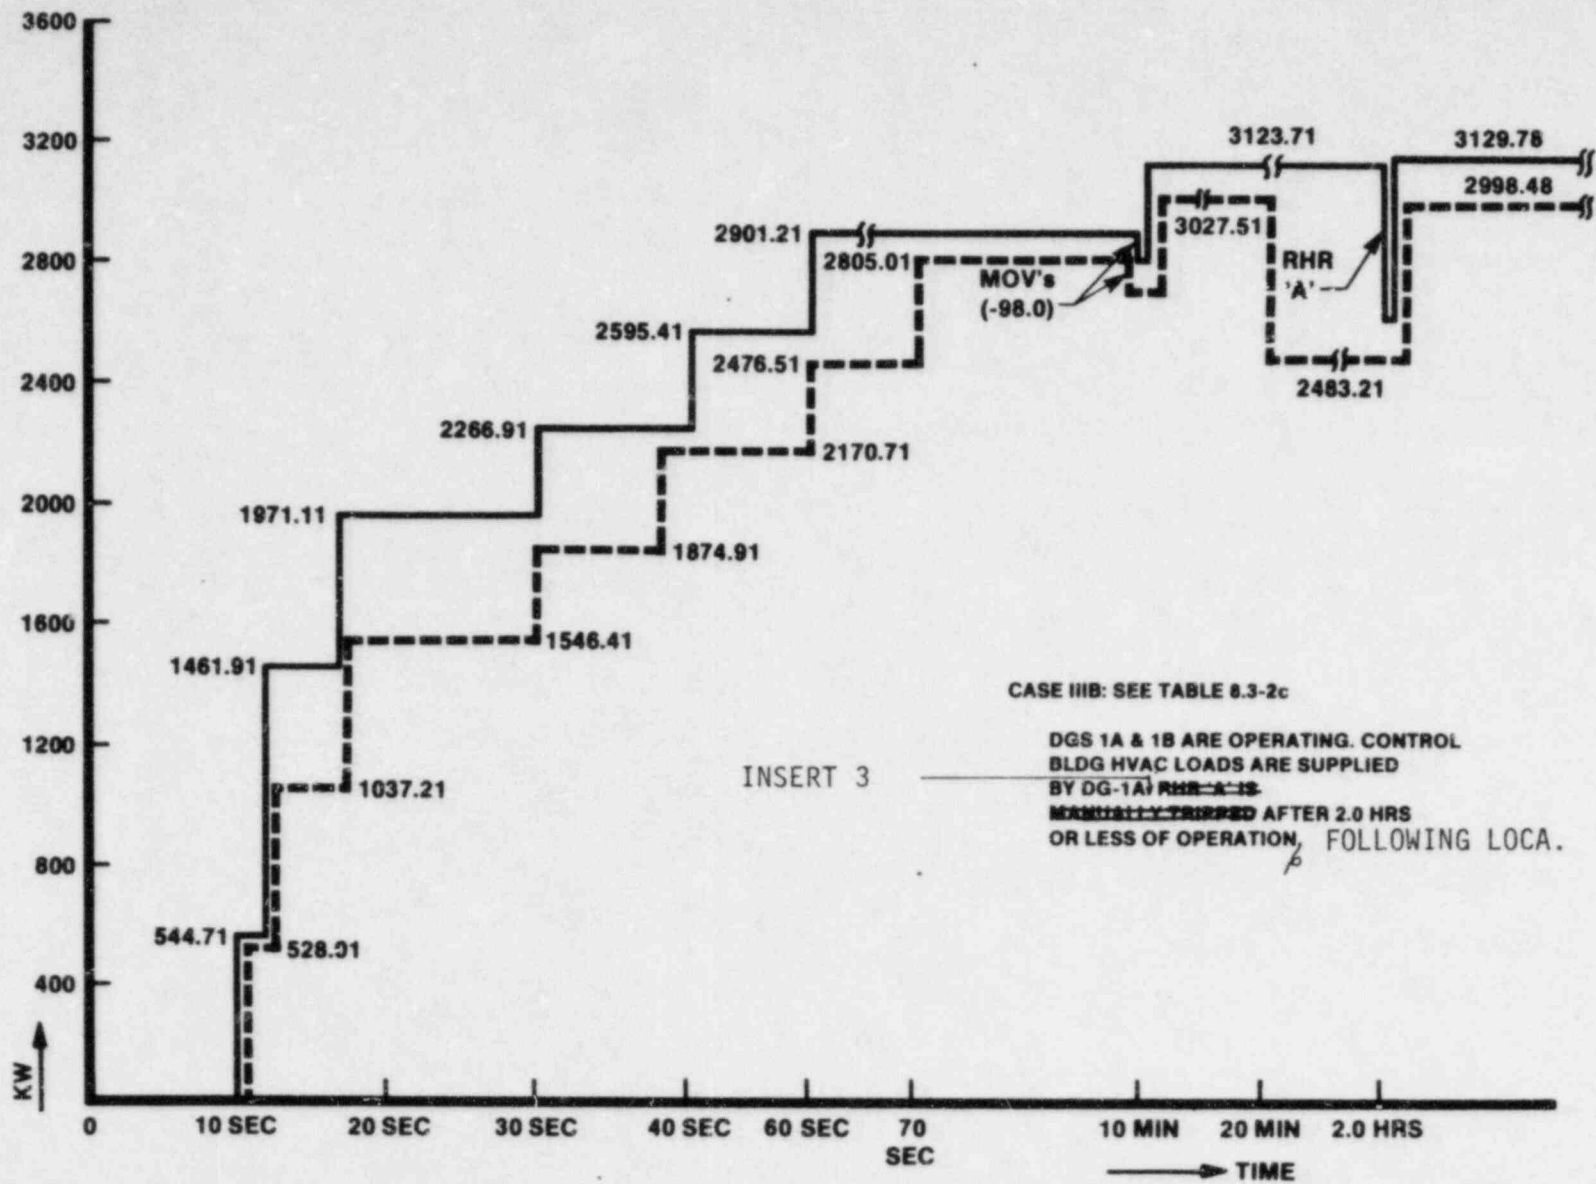 3600
3200
2800
2400
2000
1600
1200
800
400
KW
0
10 SEC
20 SEC
30 SEC
40 SEC
60 SEC
70
SEC
10 MIN
20 MIN
2.0 HRS
TIME
544.71
528.01
1461.91
1037.21
1971.11
1546.41
2266.91
1874.91
2595.41
2170.71
2901.21
2476.51
2805.01
MOV's
(-98.0)
3123.71
3027.51
RHR
'A'
2483.21
3129.78
2998.48
CASE IIIB: SEE TABLE 8.3-2c
DGS 1A & 1B ARE OPERATING. CONTROL
BLDG HVAC LOADS ARE SUPPLIED
INSERT 3
BY DG-1A; RHR 'A' IS
MANUALLY TRIPPED AFTER 2.0 HRS
OR LESS OF OPERATION. FOLLOWING LOCA.